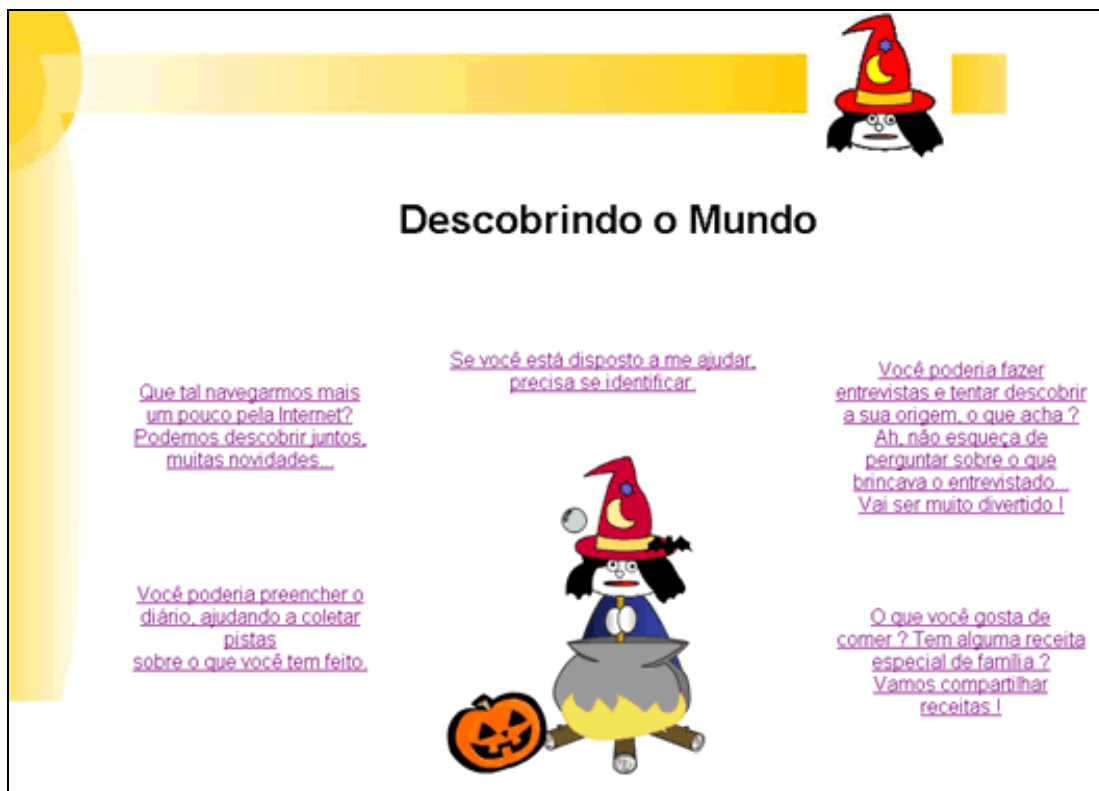 Descobrindo o Mundo
Se você está disposto a me ajudar,
precisa se identificar.
Que tal navegarmos mais
um pouco pela Internet?
Podemos descobrir juntos,
muitas novidades...
Você poderia fazer
entrevistas e tentar descobrir
a sua origem, o que acha ?
Ah, não esqueça de
perguntar sobre o que
brincava o entrevistado...
Vai ser muito divertido !
Você poderia preencher o
diário, ajudando a coletar
pistas
sobre o que você tem feito.
O que você gosta de
comer ? Tem alguma receita
especial de família ?
Vamos compartilhar
receitas !